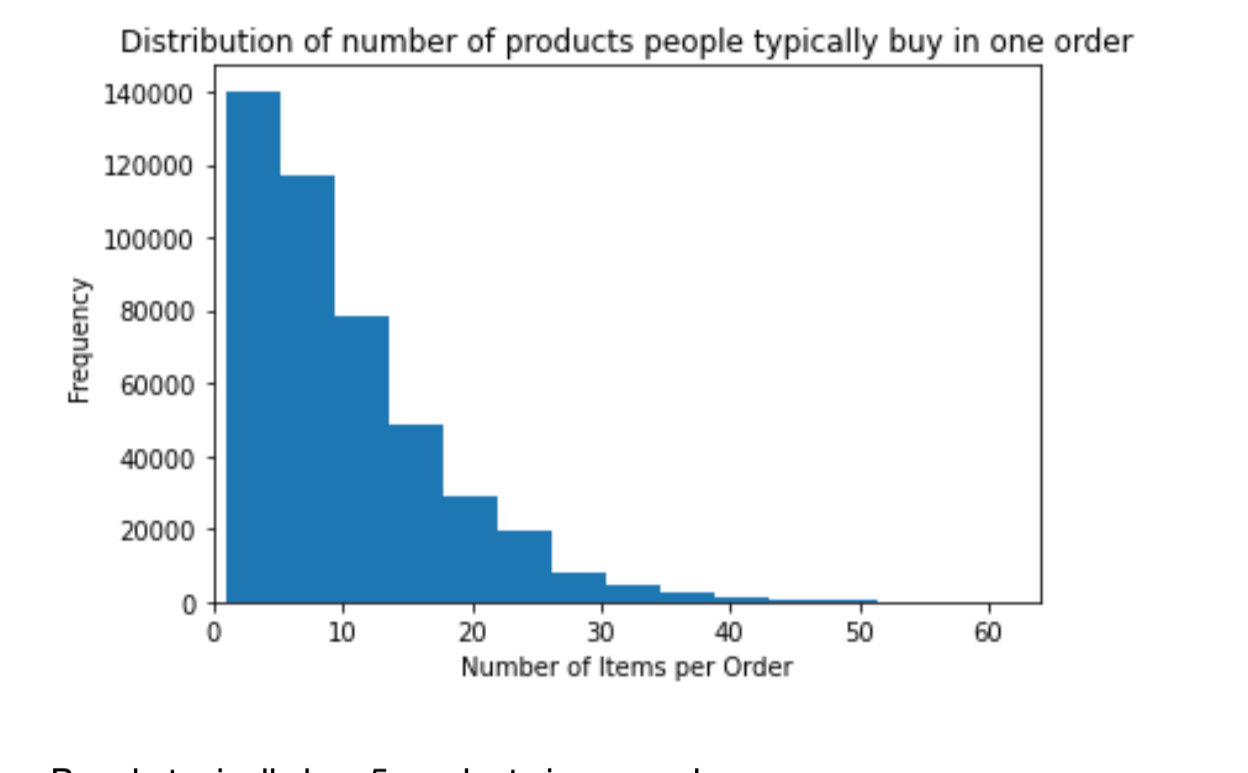 Distribution of number of products people typically buy in one order
140000
120000
100000
80000
60000
40000
20000
0
Frequency
0 10 20 30 40 50 60
Number of Items per Order